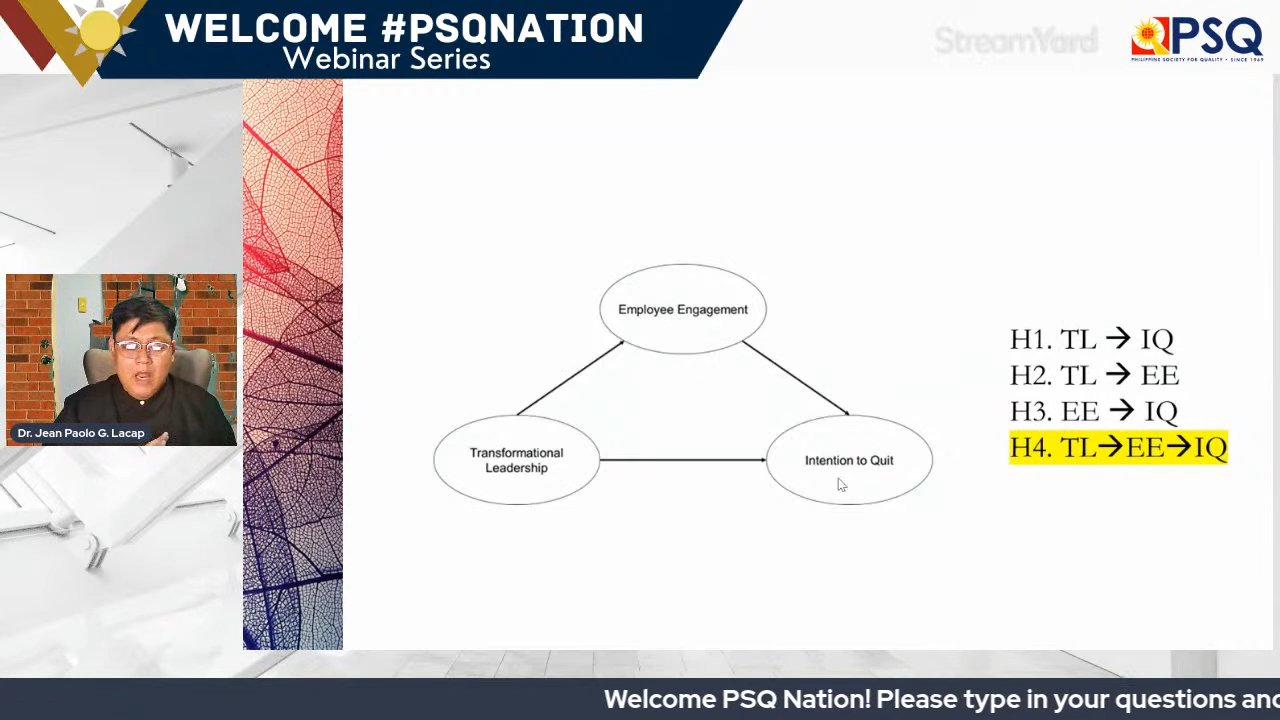 WELCOME #PSQNATION
Webinar Series
StreamYard
PSQ
PHILIPPINE SOCIETY FOR QUALITY • SINCE 1969
Employee Engagement
Transformational
Leadership
Intention to Quit
H1. TL → IQ
H2. TL → EE
H3. EE → IQ
H4. TL→EE→IQ
Dr. Jean Paolo G. Lacap
Welcome PSQ Nation! Please type in your questions and